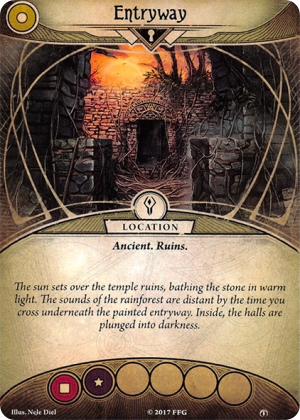 Entryway
LOCATION
Ancient. Ruins.
The sun sets over the temple ruins, bathing the stone in warm
light. The sounds of the rainforest are distant by the time you
cross underneath the painted entryway. Inside, the halls are
plunged into darkness.
Illus. Nele Diel
© 2017 FFG